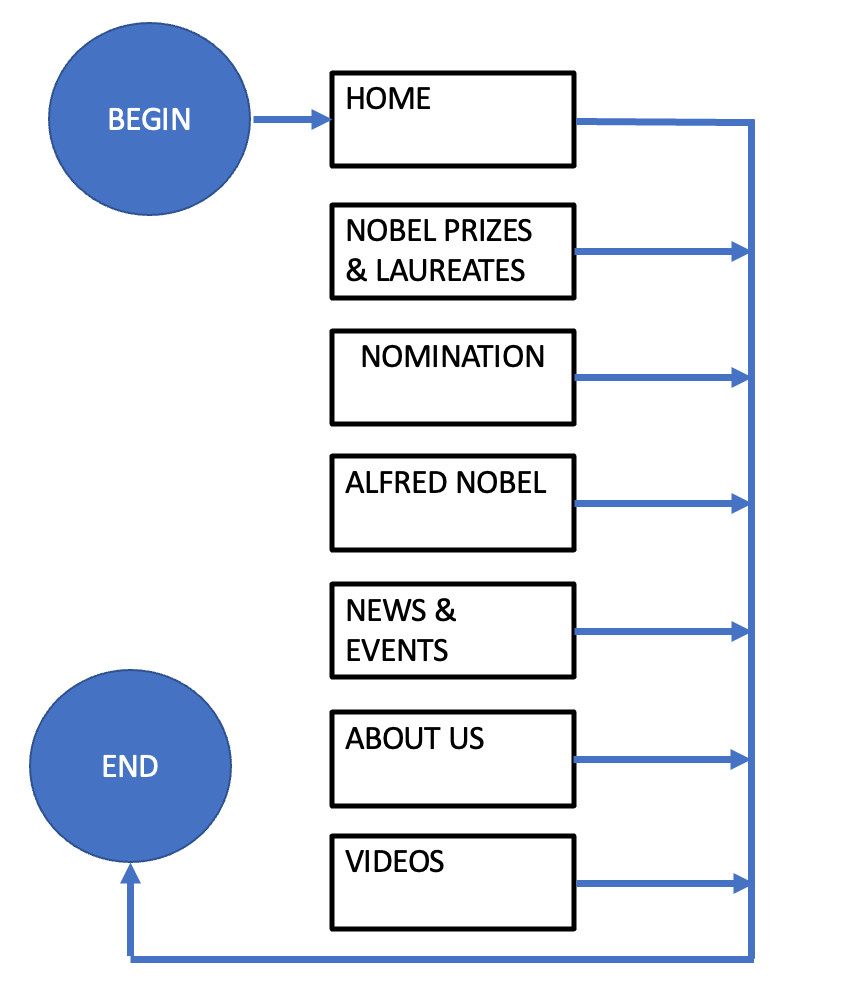 BEGIN
HOME
NOBEL PRIZES
& LAUREATES
NOMINATION
ALFRED NOBEL
NEWS &
EVENTS
END
ABOUT US
VIDEOS